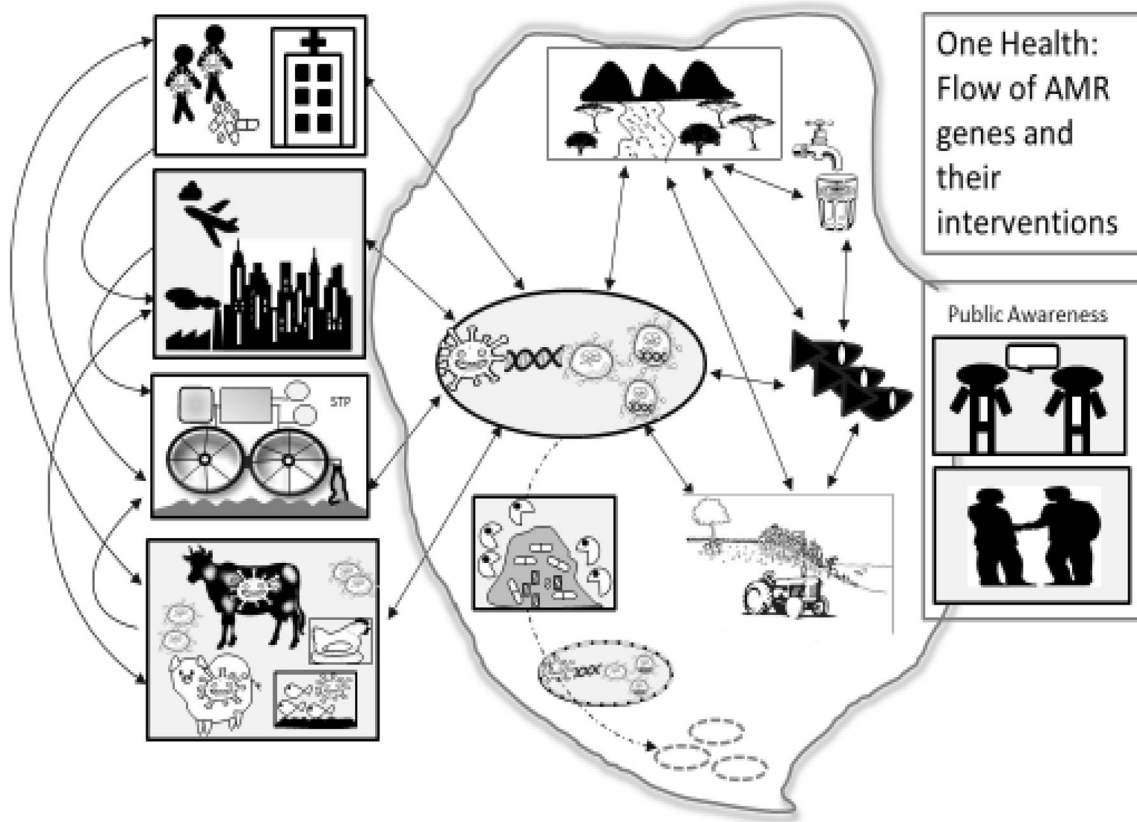 One Health:
Flow of AMR
genes and
their
interventions
Public Awareness
STP